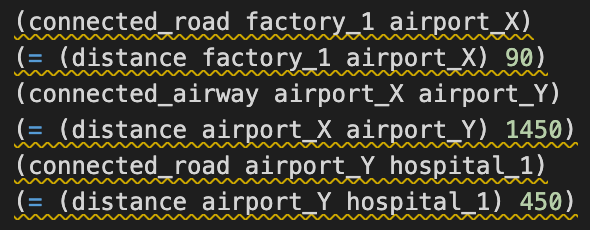 (connected_road factory_1 airport_X)
(= (distance factory_1 airport_X) 90)
(connected_airway airport_X airport_Y)
(= (distance airport_X airport_Y) 1450)
(connected_road airport_Y hospital_1)
(= (distance airport_Y hospital_1) 450)